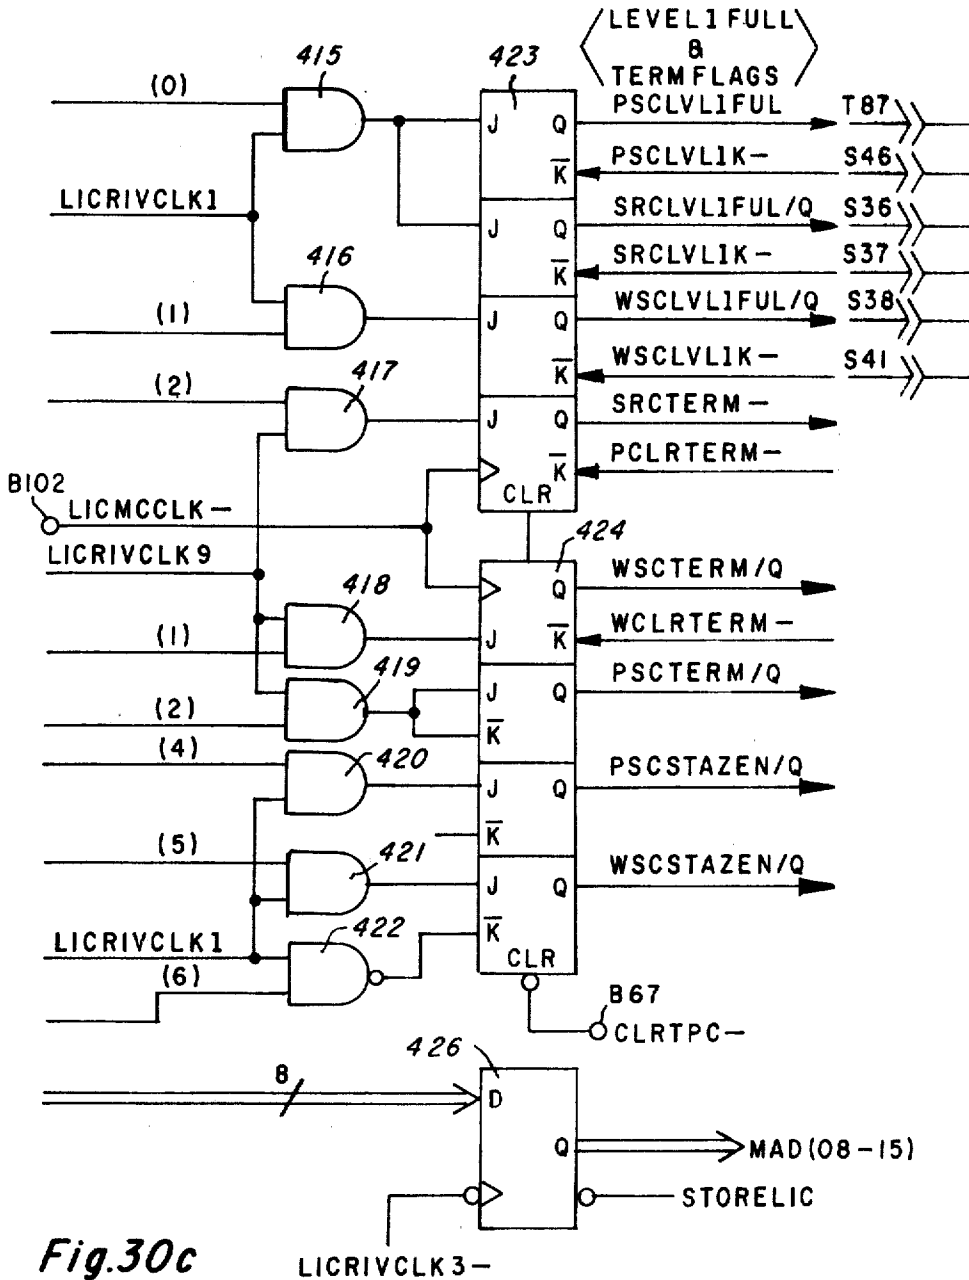 LEVEL1FULL
&
TERMFLAGS
415
423
(0)
J
Q
PSCLVL1FUL
T87
K
PSCLVL1K-
S46
LICRIVCLK1
J
Q
SRCLVL1FUL/Q
S36
416
K
SRCLVL1K-
S37
(1)
J
Q
WSCLVL1FUL/Q
S38
K
WSCLVL1K-
S41
(2)
417
J
Q
SRCTERM-
K
PCLRTERM-
B102
CLR
LICMCCLK-
424
LICRIVCLK9
Q
WSCTERM/Q
418
(1)
J
K
WCLRTERM-
419
(2)
J
Q
PSCTERM/Q
K
(4)
420
J
Q
PSCSTAZEN/Q
K
(5)
421
J
Q
WSCSTAZEN/Q
422
K
LICRIVCLK1
(6)
CLR
B67
CLRTPC-
426
8
D
Q
MAD(08-15)
STORELIC
Fig.30c
LICRIVCLK3-